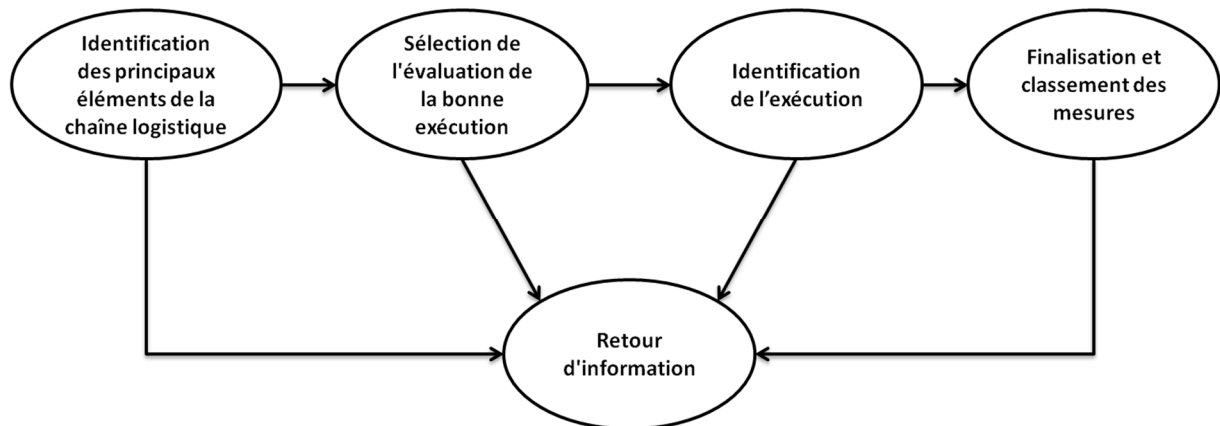 Identification
des principaux
éléments de la
chaîne logistique
Sélection de
l'évaluation de
la bonne
exécution
Identification
de l’exécution
Finalisation et
classement des
mesures
Retour
d'information